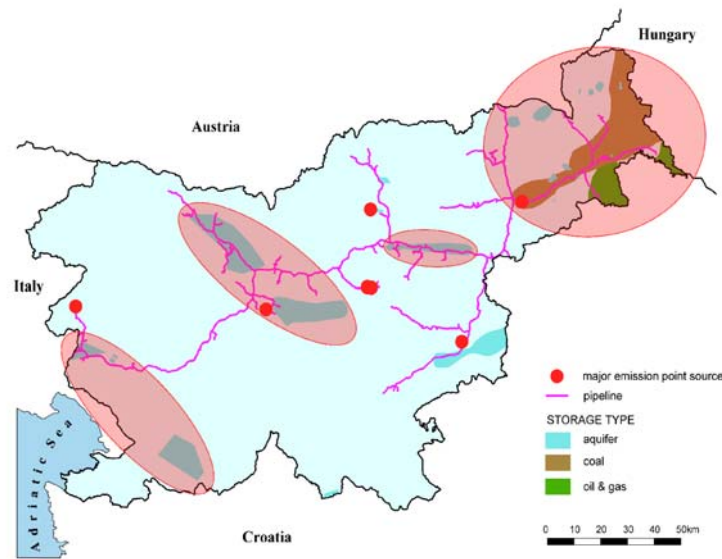 Hungary
Austria
Italy
Adriatic Sea
Croatia
major emission point source
pipeline
STORAGE TYPE
aquifer
coal
oil & gas
0 10 20 30 40 50km